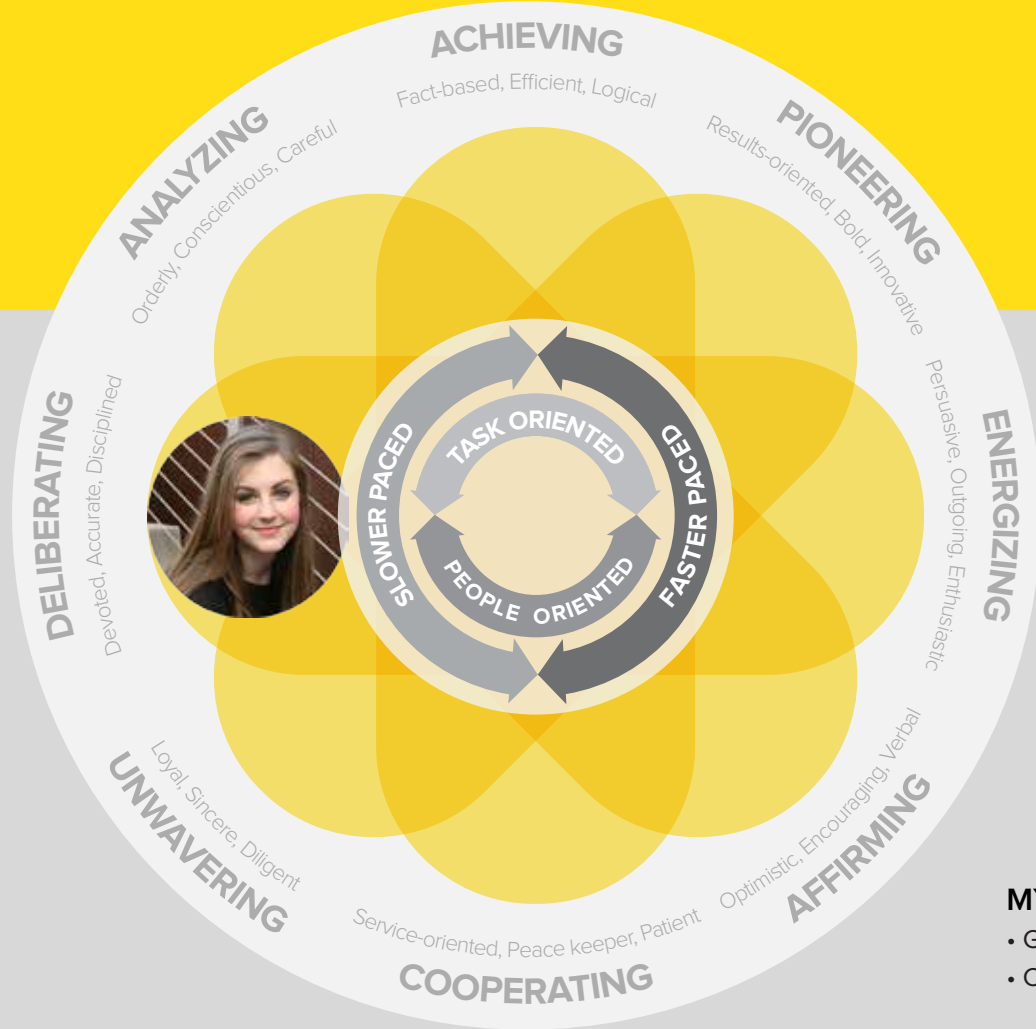 ACHIEVING
Fact-based, Efficient, Logical
PIONEERING
Results-oriented, Bold, Innovative
ENERGIZING
Persuasive, Outgoing, Enthusiastic
AFFIRMING
Optimistic, Encouraging, Verbal
COOPERATING
Service-oriented, Peace keeper, Patient
UNWAVERING
Loyal, Sincere, Diligent
DELIBERATING
Devoted, Accurate, Disciplined
ANALYZING
Orderly, Conscientious, Careful
SLOWER PACED
TASK ORIENTED
FASTER PACED
PEOPLE ORIENTED